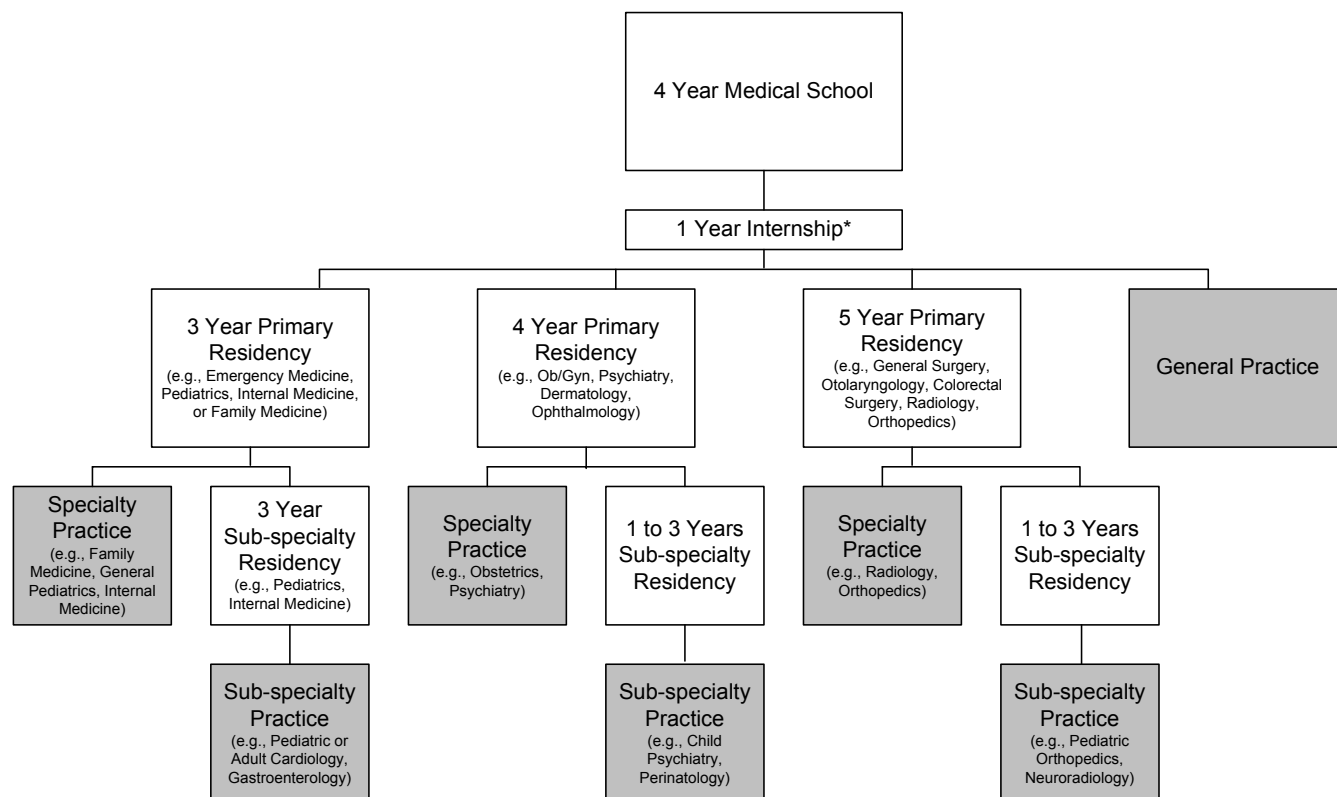 4 Year Medical School
1 Year Internship*
3 Year Primary
Residency
(e.g., Emergency Medicine,
Pediatrics, Internal Medicine,
or Family Medicine)
4 Year Primary
Residency
(e.g., Ob/Gyn, Psychiatry,
Dermatology,
Ophthalmology)
5 Year Primary
Residency
(e.g., General Surgery,
Otolaryngology, Colorectal
Surgery, Radiology,
Orthopedics)
General Practice
Specialty
Practice
(e.g., Family
Medicine, General
Pediatrics, Internal
Medicine)
3 Year
Sub-specialty
Residency
(e.g., Pediatrics,
Internal Medicine)
Specialty
Practice
(e.g., Obstetrics,
Psychiatry)
1 to 3 Years
Sub-specialty
Residency
Specialty
Practice
(e.g., Radiology,
Orthopedics)
1 to 3 Years
Sub-specialty
Residency
Sub-specialty
Practice
(e.g., Pediatric or
Adult Cardiology,
Gastroenterology)
Sub-specialty
Practice
(e.g., Child
Psychiatry,
Perinatology)
Sub-specialty
Practice
(e.g., Pediatric
Orthopedics,
Neuroradiology)